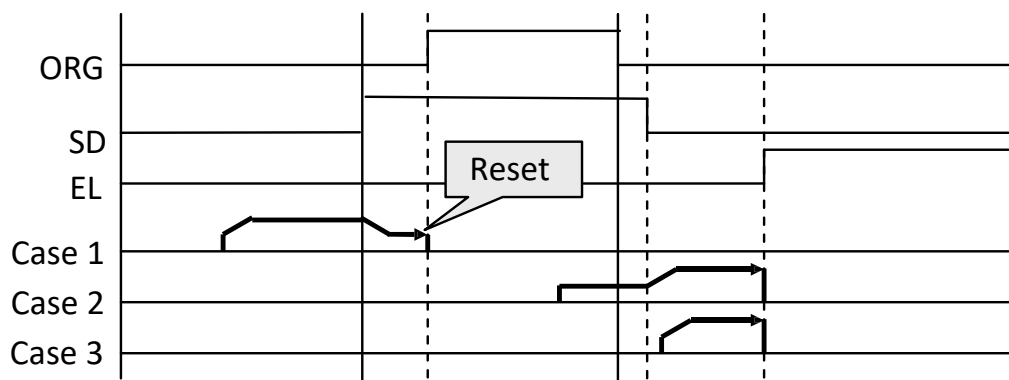 ORG
SD
Reset
EL
Case 1
Case 2
Case 3